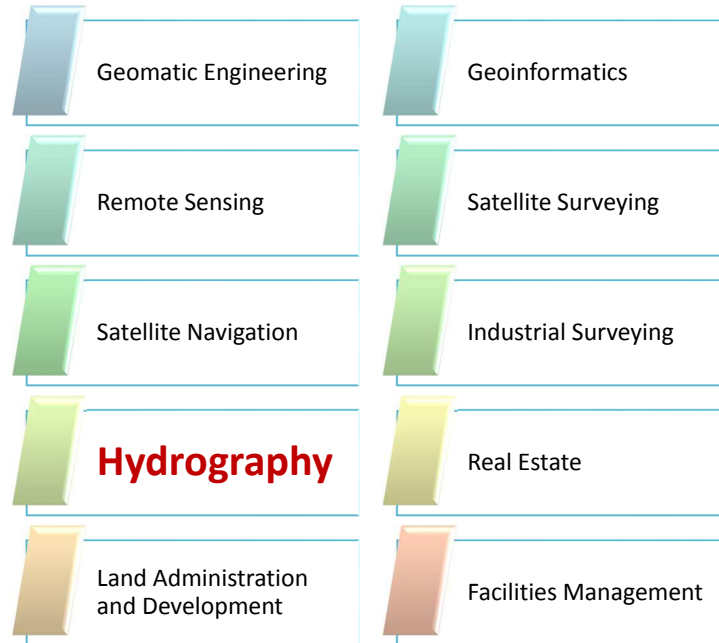 Geomatic Engineering
Geoinformatics
Remote Sensing
Satellite Surveying
Satellite Navigation
Industrial Surveying
Hydrography
Real Estate
Land Administration
and Development
Facilities Management